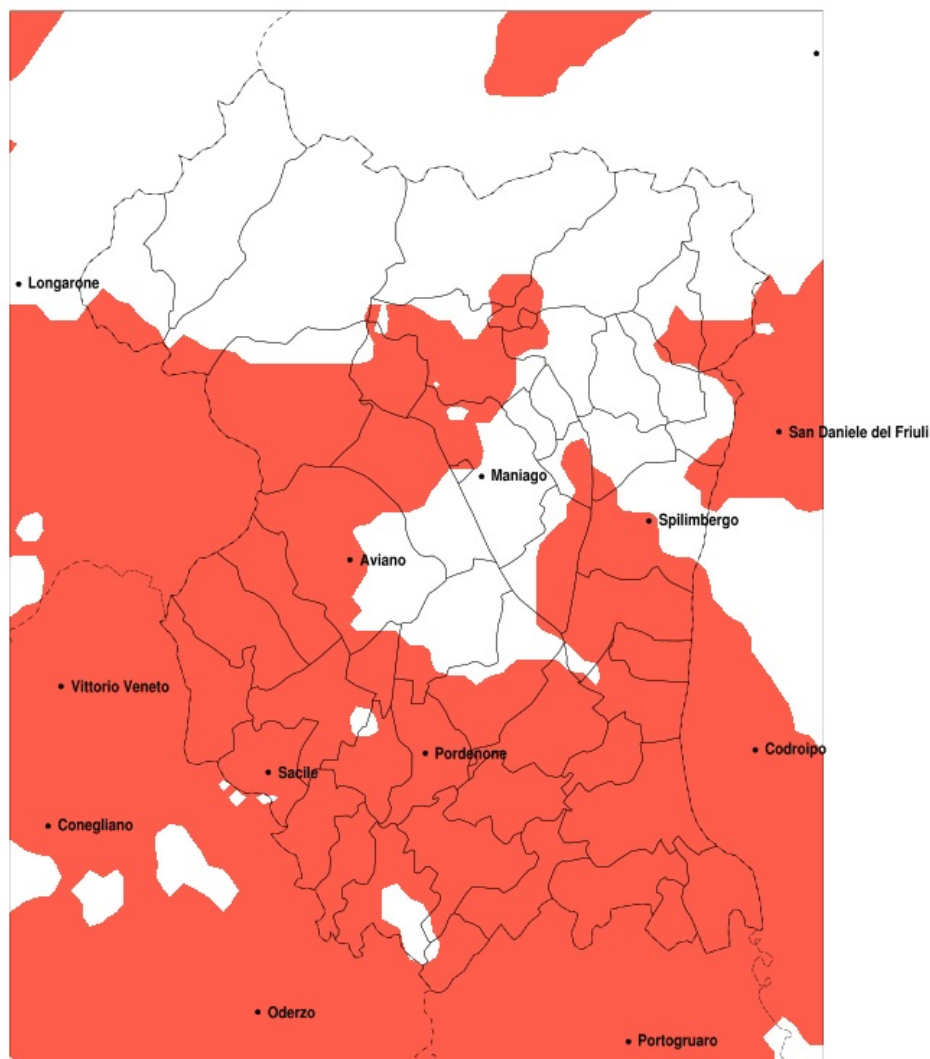 Longarone
San Daniele del Friuli
Maniago
Spilimbergo
Aviano
Vittorio Veneto
Codroipo
Pordenone
Sacile
Conegliano
Oderzo
Portogruaro